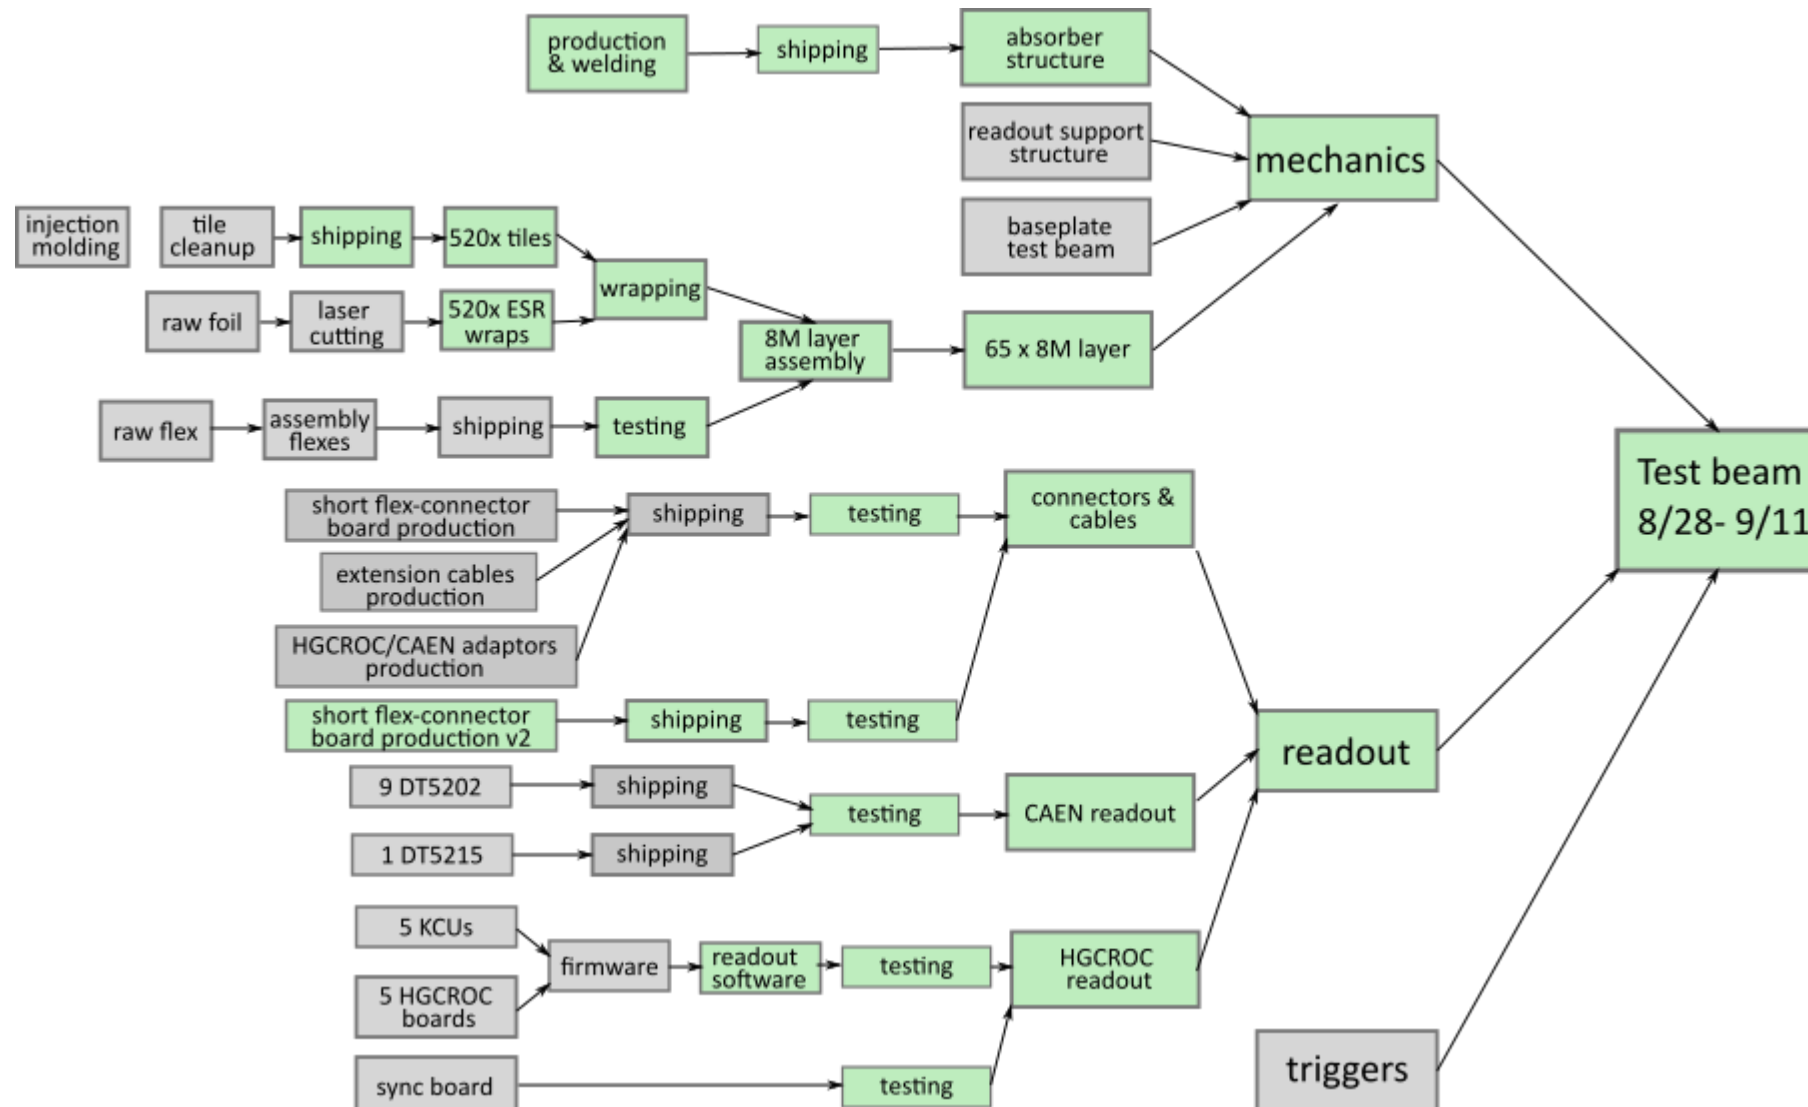 production
& welding
shipping
absorber
structure
readout support
structure
mechanics
baseplate
test beam
injection
molding
tile
cleanup
shipping
520x tiles
wrapping
raw foil
laser
cutting
520x ESR
wraps
8M layer
assembly
65 x 8M layer
raw flex
assembly
flexes
shipping
testing
Test beam
8/28- 9/11
short flex-connector
board production
shipping
testing
connectors &
cables
extension cables
production
HGCROC/CAEN adaptors
production
short flex-connector
board production v2
shipping
testing
readout
9 DT5202
shipping
testing
CAEN readout
1 DT5215
shipping
5 KCUs
firmware
readout
software
testing
HGCROC
readout
5 HGCROC
boards
sync board
testing
triggers